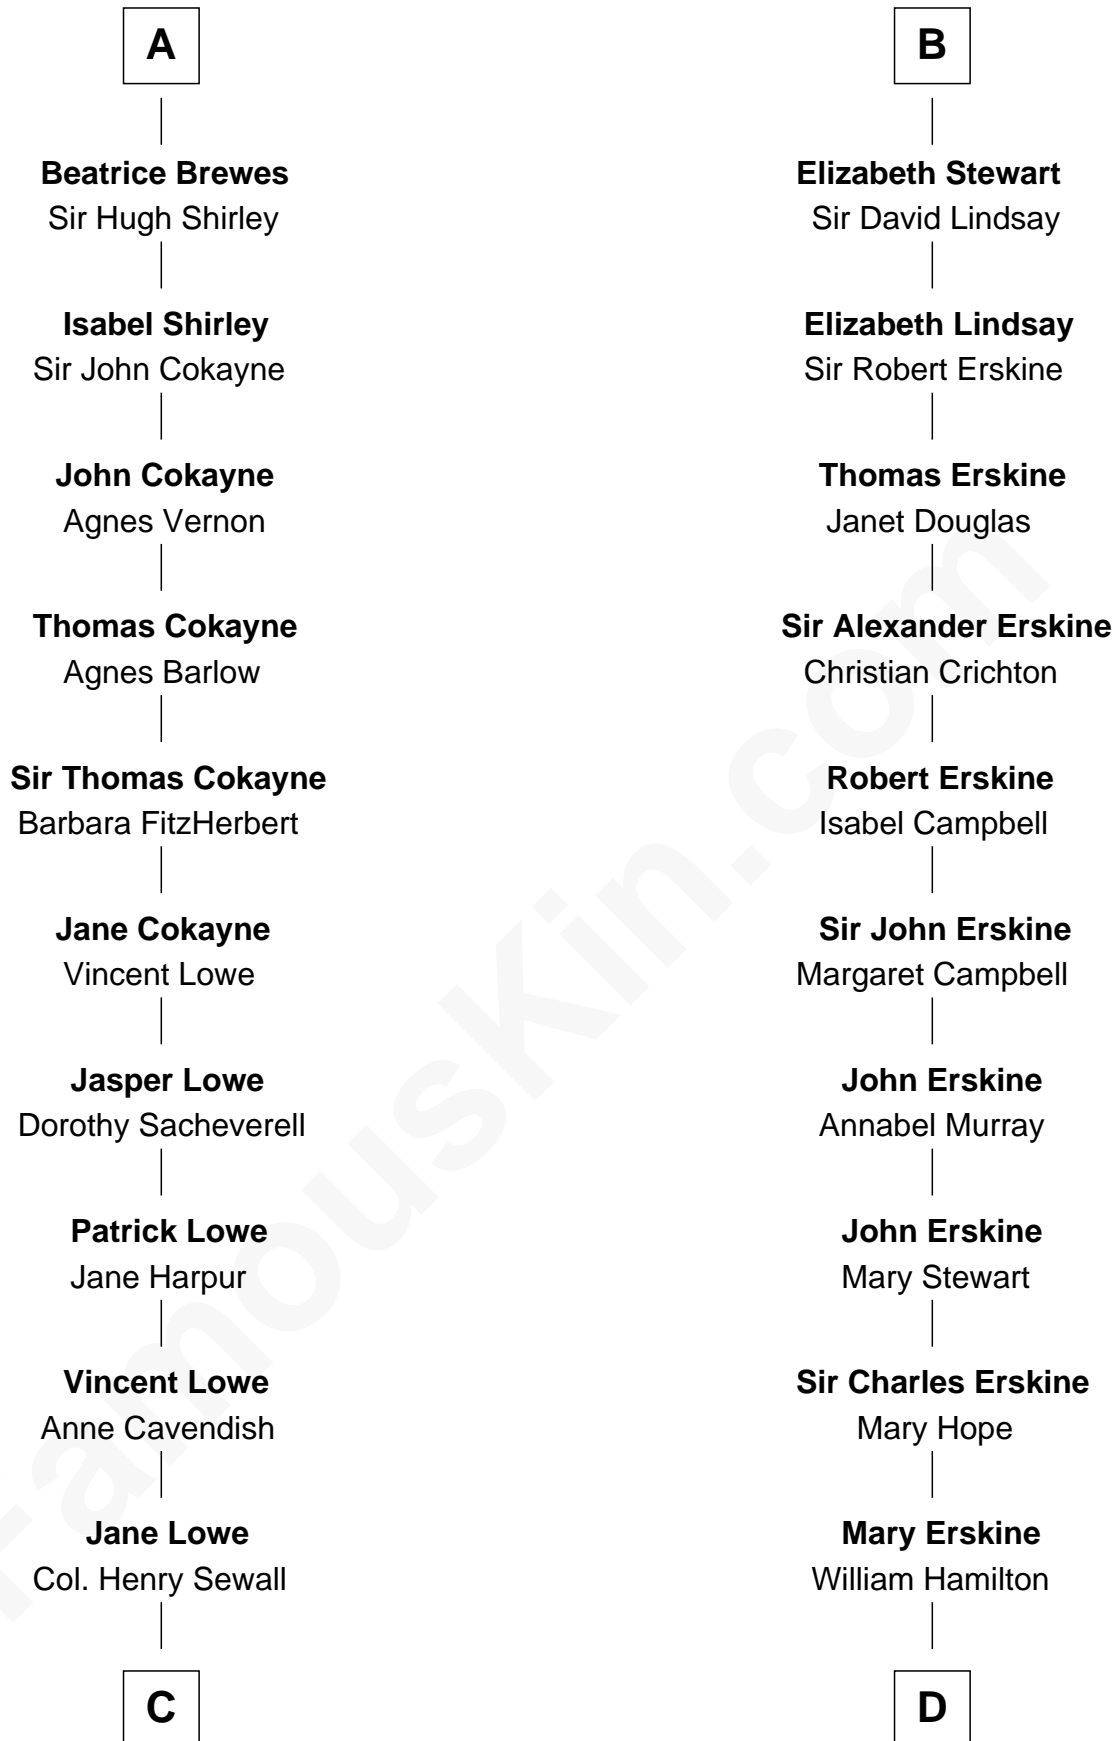 A
Beatrice Brewes
Sir Hugh Shirley
Isabel Shirley
Sir John Cokayne
John Cokayne
Agnes Vernon
Thomas Cokayne
Agnes Barlow
Sir Thomas Cokayne
Barbara FitzHerbert
Jane Cokayne
Vincent Lowe
Jasper Lowe
Dorothy Sacheverell
Patrick Lowe
Jane Harpur
Vincent Lowe
Anne Cavendish
Jane Lowe
Col. Henry Sewall
C
B
Elizabeth Stewart
Sir David Lindsay
Elizabeth Lindsay
Sir Robert Erskine
Thomas Erskine
Janet Douglas
Sir Alexander Erskine
Christian Crichton
Robert Erskine
Isabel Campbell
Sir John Erskine
Margaret Campbell
John Erskine
Annabel Murray
John Erskine
Mary Stewart
Sir Charles Erskine
Mary Hope
Mary Erskine
William Hamilton
D
FamousKin.com